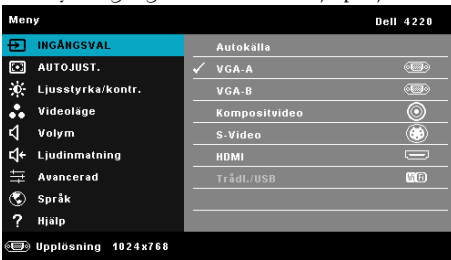 Meny Dell 4220
INGÅNGSVAL Autokälla
AUTOJUST. VGA-A
Ljusstyrka/kontr. VGA-B
Videoläge Kompositvideo
Volym S-Video
Ljudinmatning HDMI
Avancerad Trådl./USB
Språk
Hjälp
Upplösning 1024x768